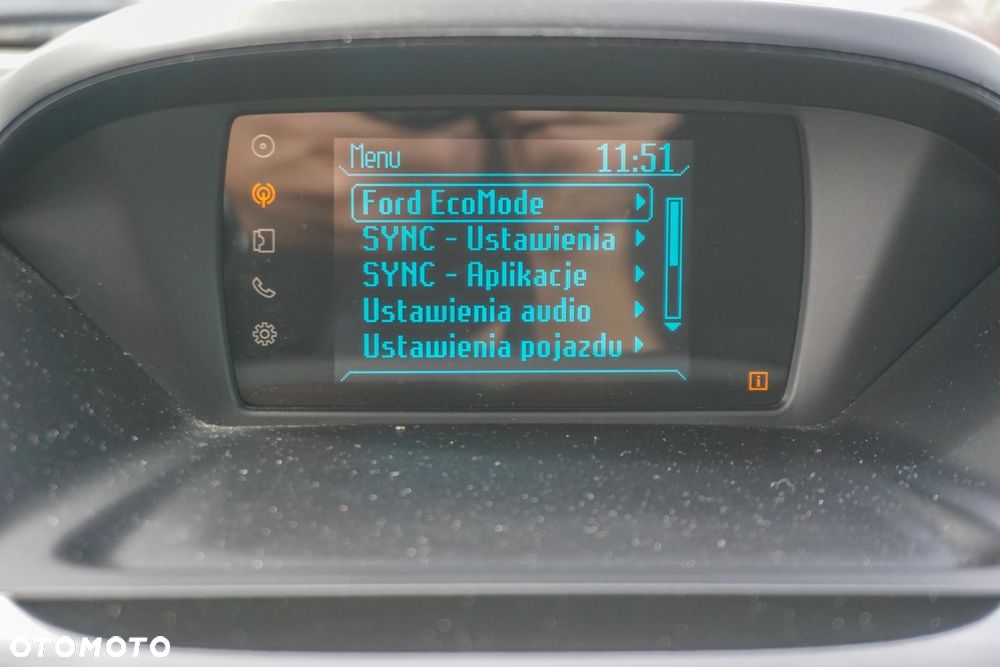 Menu 11:51
Ford EcoMode
SYNC - Ustawienia
SYNC - Aplikacje
Ustawienia audio
Ustawienia pojazdu
i
OTOMOTO